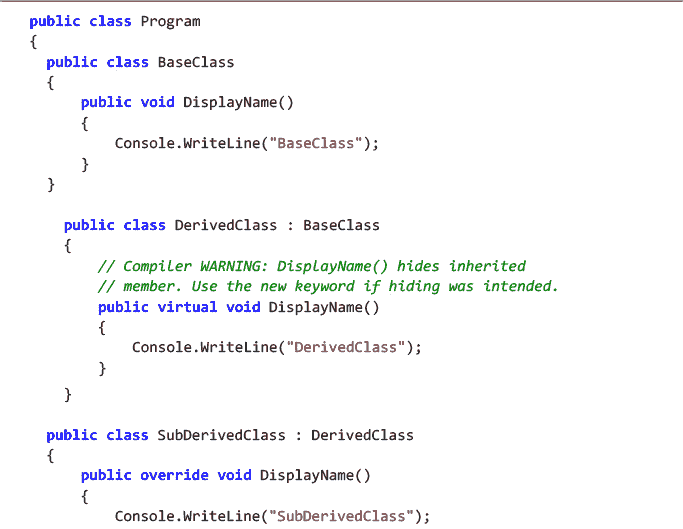 public class Program
{
public class BaseClass
{
public void DisplayName()
{
Console.WriteLine("BaseClass");
}
}
public class DerivedClass : BaseClass
{
// Compiler WARNING: DisplayName() hides inherited
// member. Use the new keyword if hiding was intended.
public virtual void DisplayName()
{
Console.WriteLine("DerivedClass");
}
}
public class SubDerivedClass : DerivedClass
{
public override void DisplayName()
{
Console.WriteLine("SubDerivedClass");